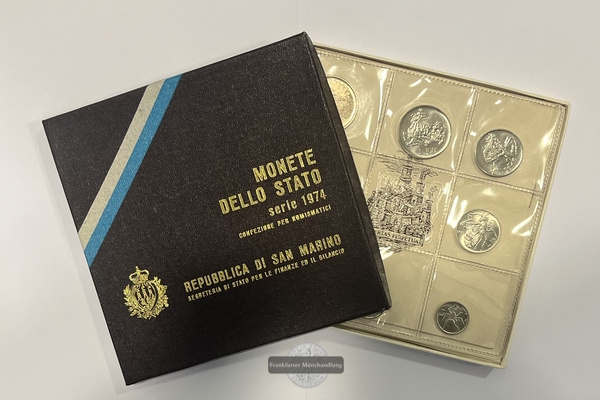 MONETE
DELLO STATO
serie 1974
CONFEZIONE PER NUMISMATICI
REPUBBLICA DI SAN MARINO
SEGRETERIA DI STATO PER LE FINANZE ED IL BILANCIO
PERPETUA
Frankfurter Münzhandlung